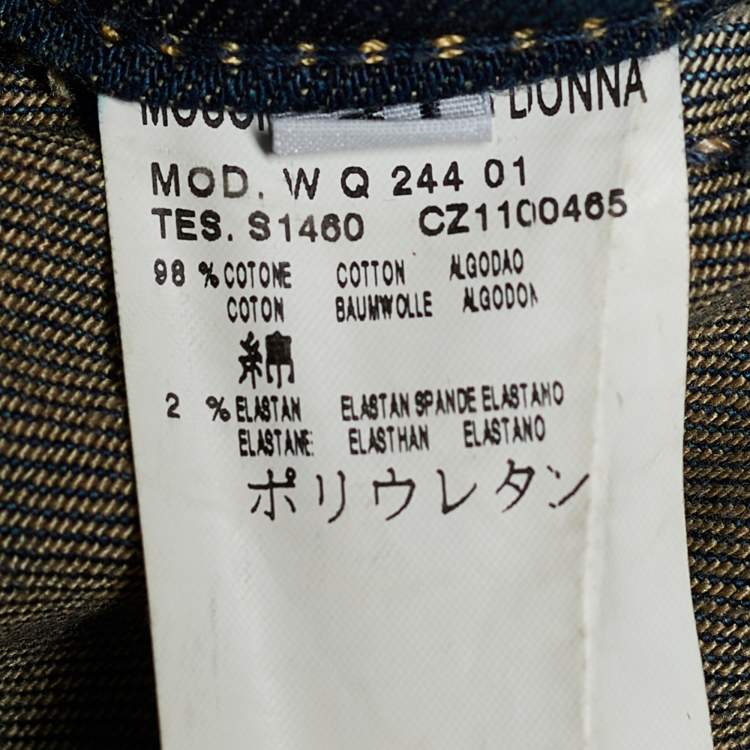 DONNA
MOD. W Q 244 01
TES. S1460 CZ1100465
98 % COTONE COTTON ALGODAO
COTON BAUMWOLLE ALGODON
綿
2 % ELASTAN ELASTAN SPANDE ELASTANO
ELASTANE ELASTHAN ELASTANO
ポリウレタン